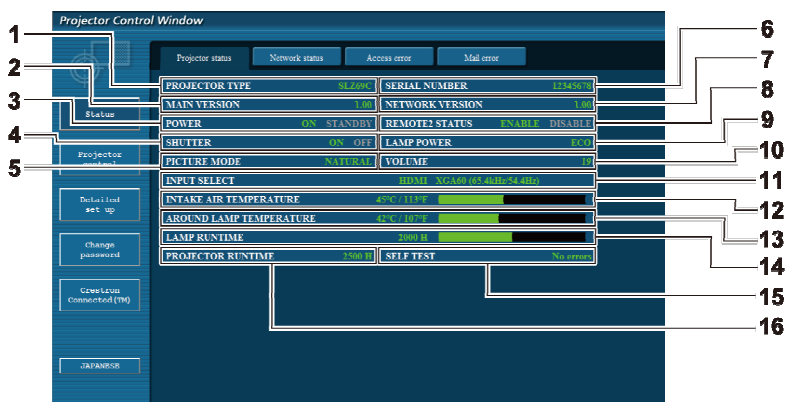 Projector Control Window
Projector status Network status Access error Mail error
Status
Projector control
Detailed set up
Change password
Crestron Connected(TM)
JAPANESE
PROJECTOR TYPE SLZ69C SERIAL NUMBER 12345678
MAIN VERSION 1.00 NETWORK VERSION 1.00
POWER ON STANDBY REMOTE2 STATUS ENABLE DISABLE
SHUTTER ON OFF LAMP POWER ECO
PICTURE MODE NATURAL VOLUME 19
INPUT SELECT HDMI XGA60 (65.4kHz/54.4Hz)
INTAKE AIR TEMPERATURE 45°C / 113°F
AROUND LAMP TEMPERATURE 42°C / 107°F
LAMP RUNTIME 2000 H
PROJECTOR RUNTIME 2500 H SELF TEST No errors
1
2
3
4
5
6
7
8
9
10
11
12
13
14
15
16